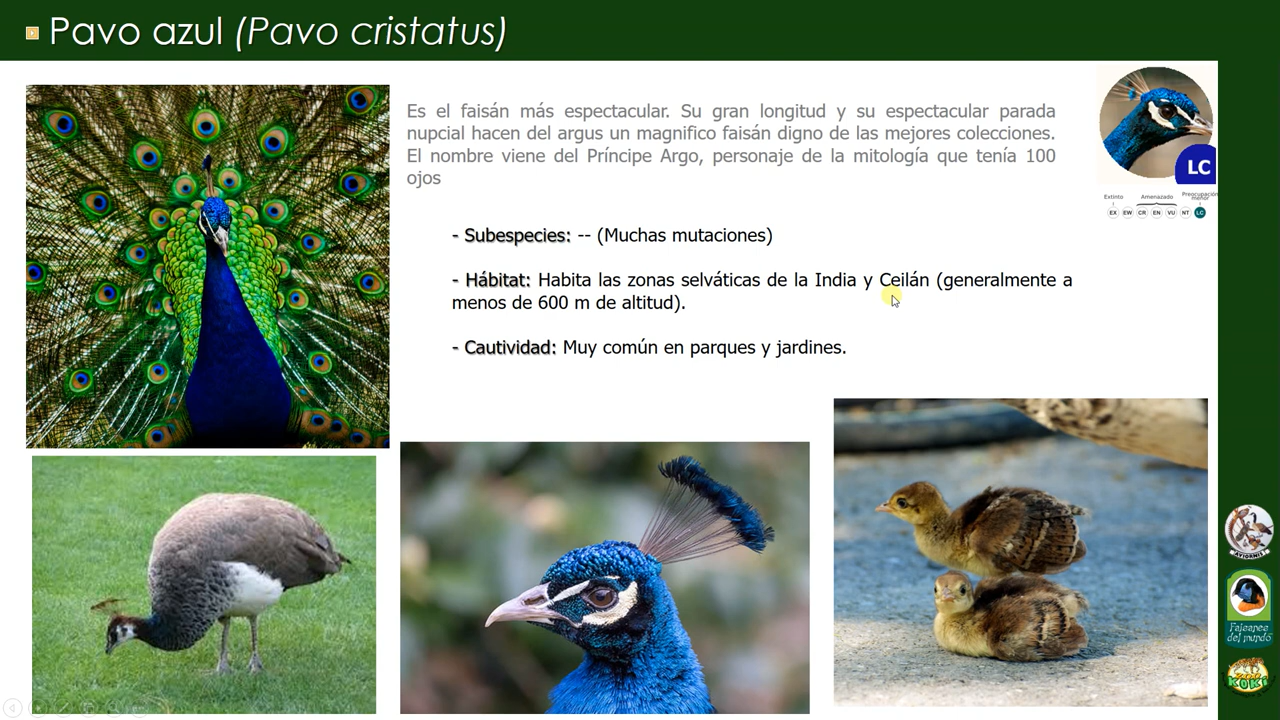 Pavo azul (Pavo cristatus)
Es el faisán más espectacular. Su gran longitud y su espectacular parada
nupcial hacen del argus un magnifico faisán digno de las mejores colecciones.
El nombre viene del Príncipe Argo, personaje de la mitología que tenía 100
ojos
LC
Extinto
Amenazado
Preocupación
menor
EX EW CR EN VU NT LC
- Subespecies: -- (Muchas mutaciones)
- Hábitat: Habita las zonas selváticas de la India y Ceilán (generalmente a
menos de 600 m de altitud).
- Cautividad: Muy común en parques y jardines.
AVIORNIS
Faisanes
del mundo
KOKI